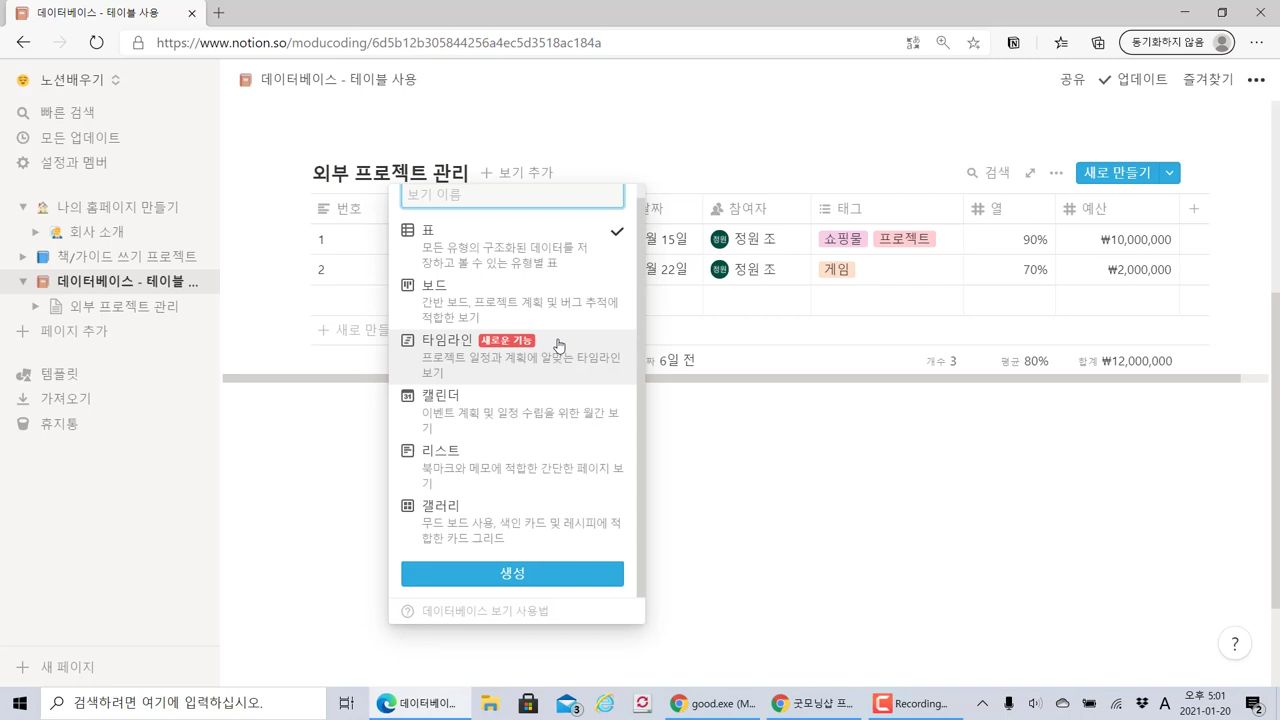 데이터베이스 - 테이블 사용
https://www.notion.so/moducoding/6d5b12b305844256a4ec5d3518ac184a
동기화하지 않음
노션배우기
데이터베이스 - 테이블 사용
공유
업데이트
즐겨찾기
빠른 검색
모든 업데이트
설정과 멤버
나의 홈페이지 만들기
회사 소개
책/가이드 쓰기 프로젝트
데이터베이스 - 테이블 ...
외부 프로젝트 관리
페이지 추가
템플릿
가져오기
휴지통
새 페이지
외부 프로젝트 관리
보기 추가
검색
새로 만들기
번호
참여자
태그
열
예산
1
월 15일
정원
정원 조
쇼핑몰
프로젝트
90%
₩10,000,000
2
월 22일
정원
정원 조
게임
70%
₩2,000,000
6일 전
개수 3
평균 80%
합계 ₩12,000,000
보기 이름
표
모든 유형의 구조화된 데이터를 저
장하고 볼 수 있는 유형별 표
보드
간반 보드, 프로젝트 계획 및 버그 추적에
적합한 보기
타임라인 새로운 기능
프로젝트 일정과 계획에 알맞는 타임라인
보기
31
캘린더
이벤트 계획 및 일정 수립을 위한 월간 보
기
리스트
북마크와 메모에 적합한 간단한 페이지 보
기
갤러리
무드 보드 사용, 색인 카드 및 레시피에 적
합한 카드 그리드
생성
데이터베이스 보기 사용법
?
검색하려면 여기에 입력하십시오.
데이터베이...
3
good.exe (M...
굿모닝샵 프...
Recording...
A
오후 5:01
2021-01-20
2